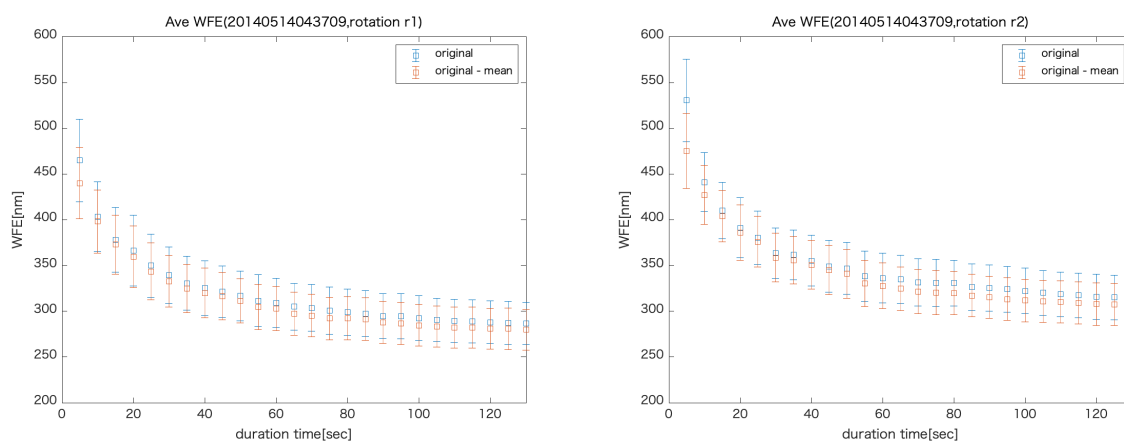 Ave WFE(20140514043709,rotation r1)
600
550
500
450
400
350
300
250
200
WFE[nm]
0 20 40 60 80 100 120
duration time[sec]
original
original - mean
Ave WFE(20140514043709,rotation r2)
600
550
500
450
400
350
300
250
200
WFE[nm]
0 20 40 60 80 100 120
duration time[sec]
original
original - mean